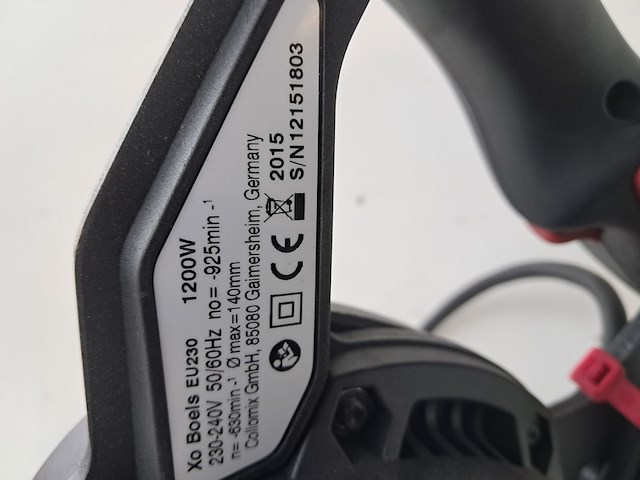 Xo Boels EU230 1200W
230-240V 50/60Hz no= -925min -¹
n= -630min -¹ Ø max=140mm
Collomix GmbH, 85080 Gaimersheim, Germany
CE 2015
S/N 12151803